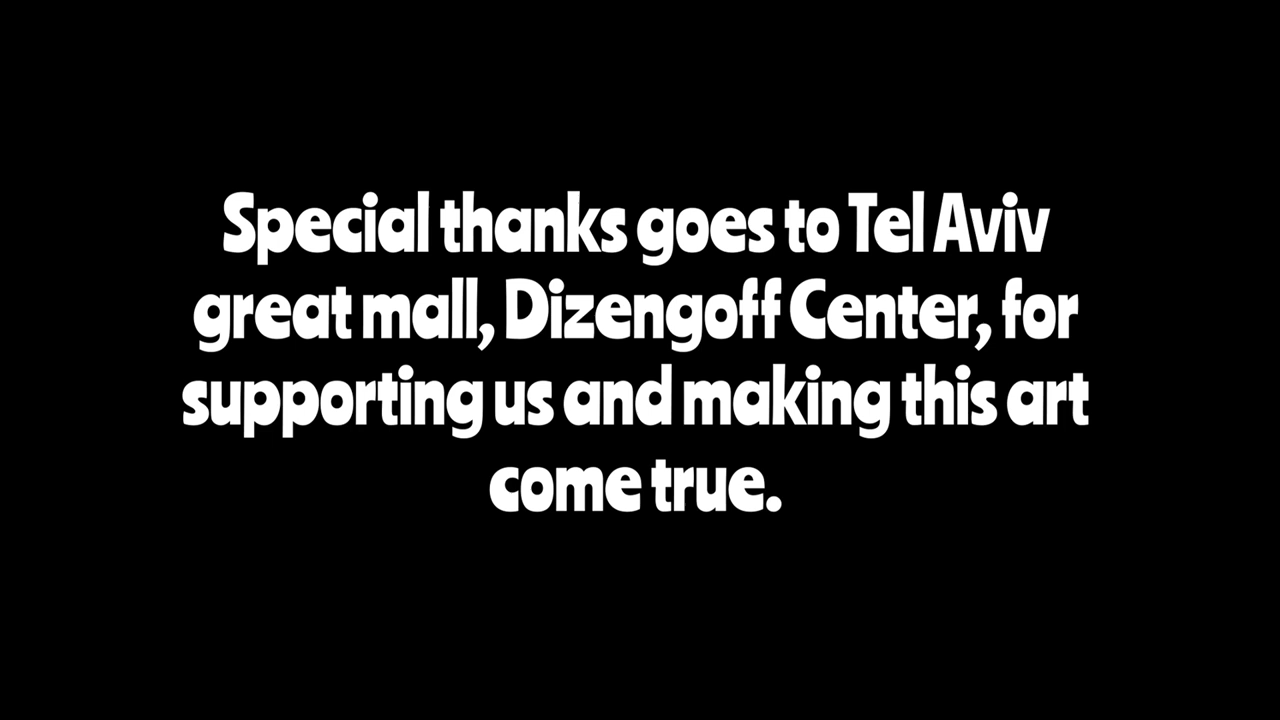 Special thanks goes to Tel Aviv
great mall, Dizengoff Center, for
supporting us and making this art
come true.